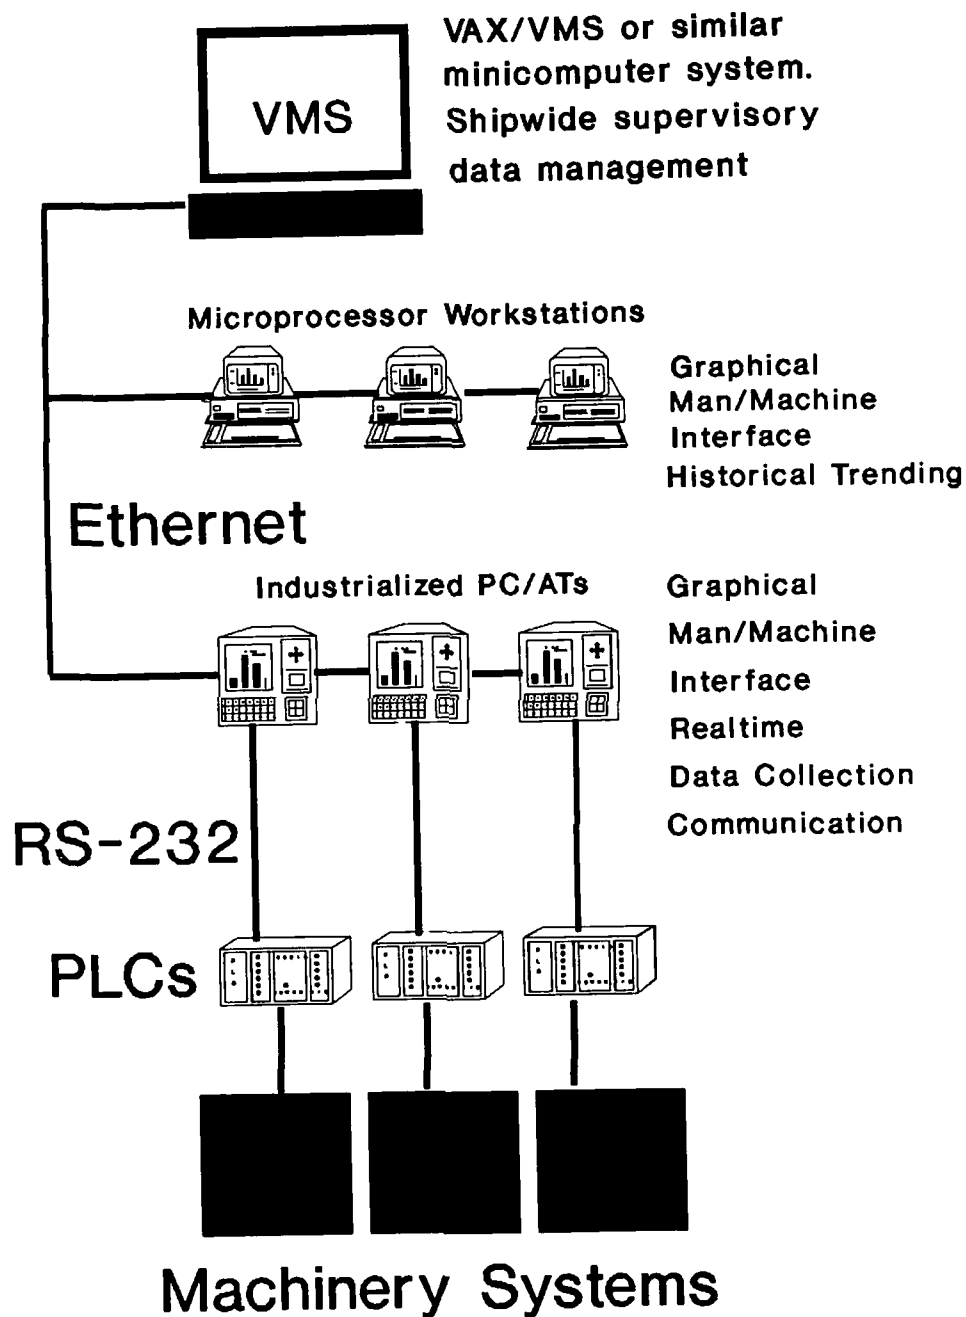 VAX/VMS or similar
minicomputer system.
Shipwide supervisory
data management
VMS
Microprocessor Workstations
Graphical
Man/Machine
Interface
Historical Trending
Ethernet
Industrialized PC/ATs
Graphical
Man/Machine
Interface
Realtime
Data Collection
Communication
RS-232
PLCs
Machinery Systems